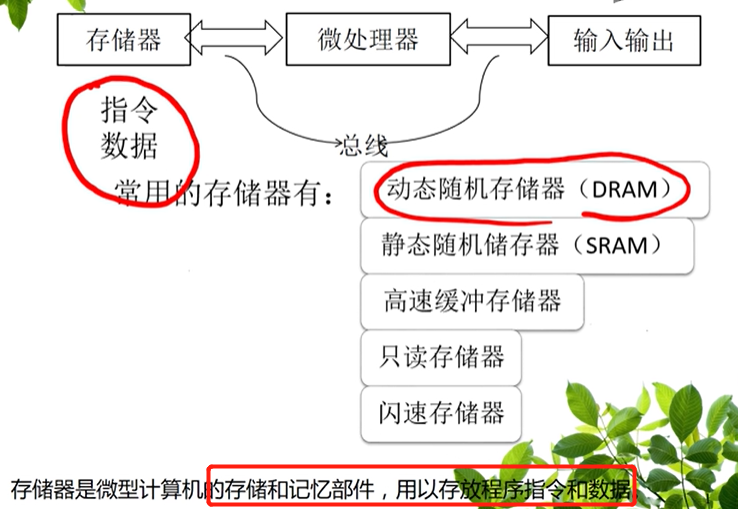 存储器
微处理器
输入输出
指令
数据
总线
常用的存储器有：
动态随机存储器（DRAM）
静态随机储存器（SRAM）
高速缓冲存储器
只读存储器
闪速存储器
存储器是微型计算机的存储和记忆部件，用以存放程序指令和数据。